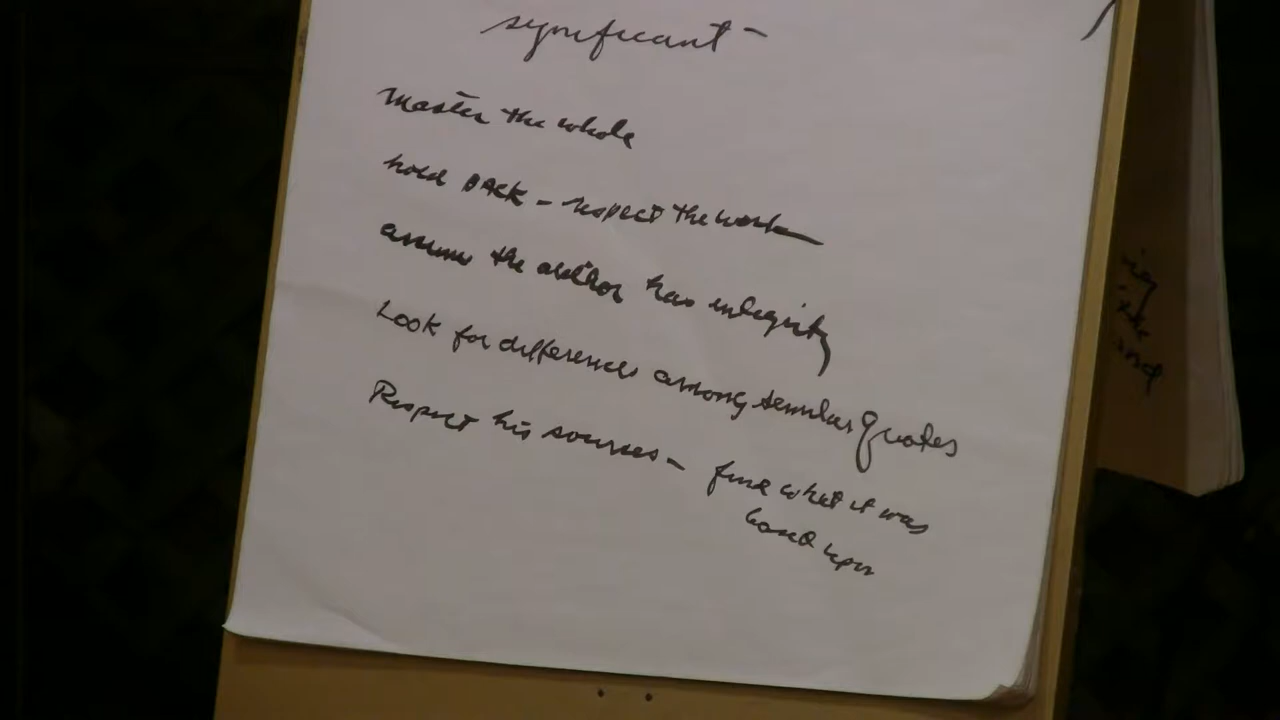 significant –
Master the whole
hold BACK – respect the work
assume the author has integrity
Look for differences among similar quotes
Respect his sources – find what it was
based upon